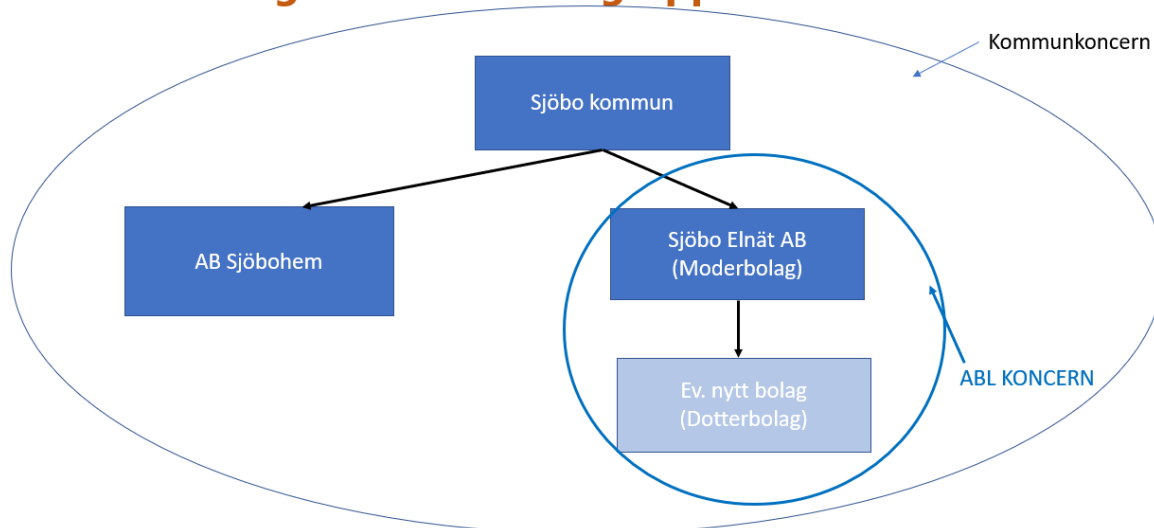 Kommunkoncern
Sjöbo kommun
AB Sjöbohem
Sjöbo Elnät AB
(Moderbolag)
Ev. nytt bolag
(Dotterbolag)
ABL KONCERN